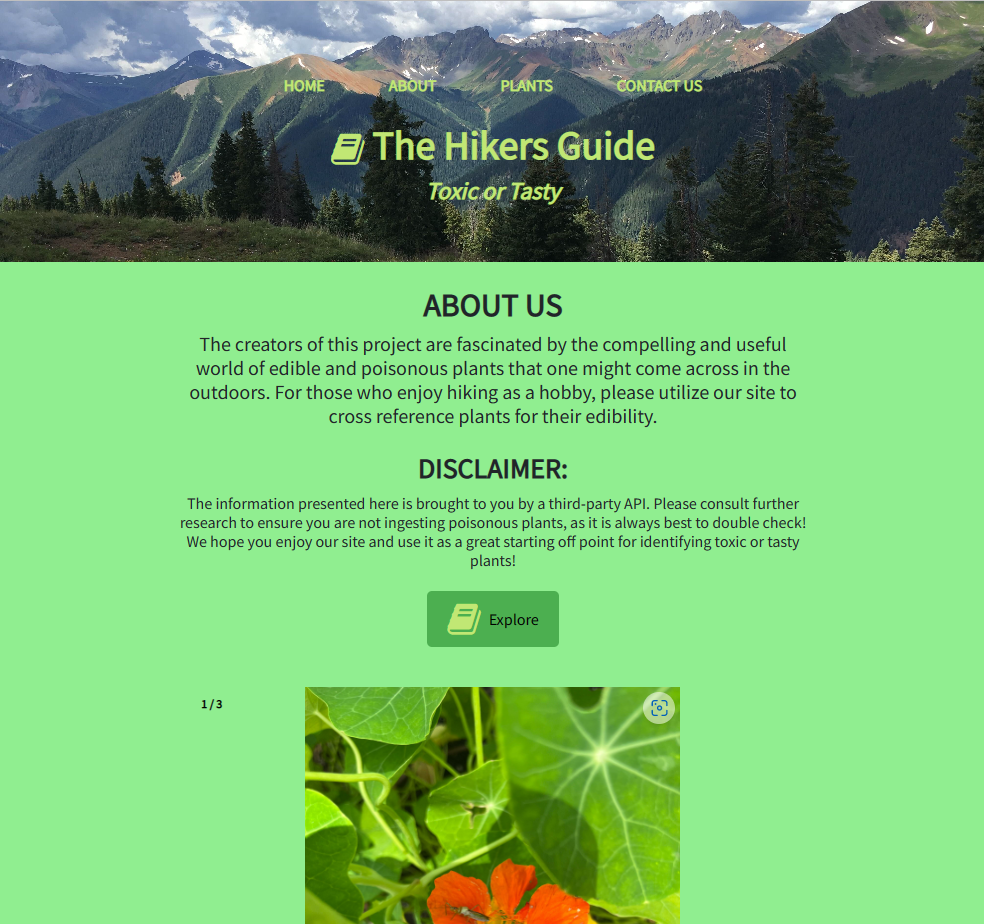 HOME ABOUT PLANTS CONTACT US
The Hikers Guide
Toxic or Tasty
ABOUT US
The creators of this project are fascinated by the compelling and useful
world of edible and poisonous plants that one might come across in the
outdoors. For those who enjoy hiking as a hobby, please utilize our site to
cross reference plants for their edibility.
DISCLAIMER:
The information presented here is brought to you by a third-party API. Please consult further
research to ensure you are not ingesting poisonous plants, as it is always best to double check!
We hope you enjoy our site and use it as a great starting off point for identifying toxic or tasty
plants!
Explore
1 / 3